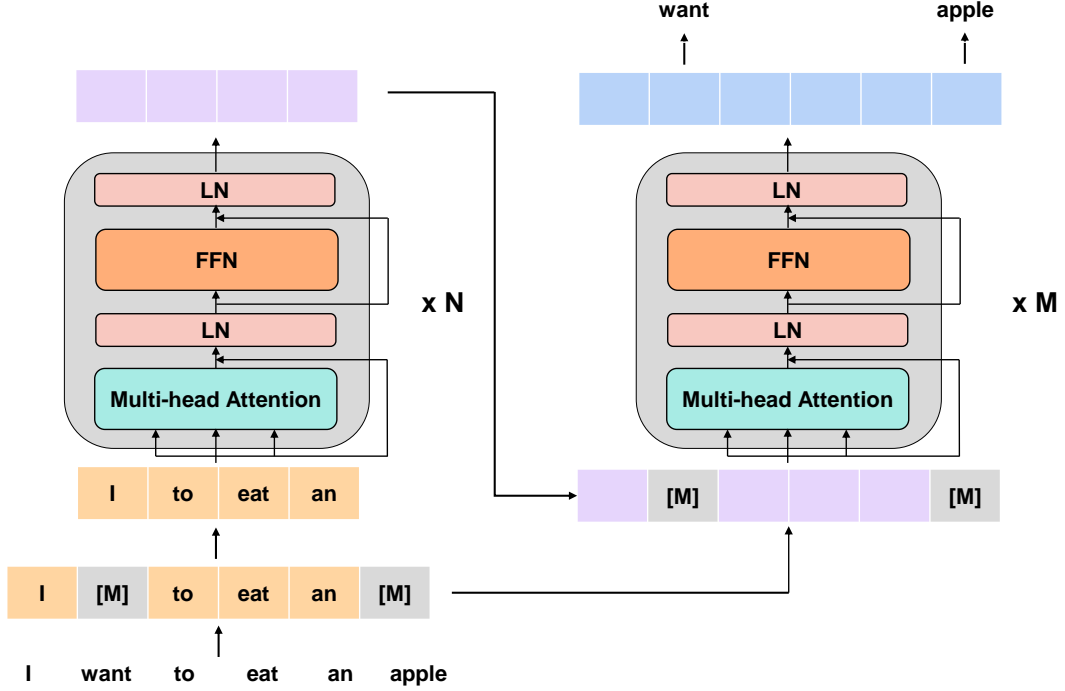 want apple
LN
FFN
x N
LN
Multi-head Attention
I to eat an
I [M] to eat an [M]
I want to eat an apple
LN
FFN
x M
LN
Multi-head Attention
[M] [M]